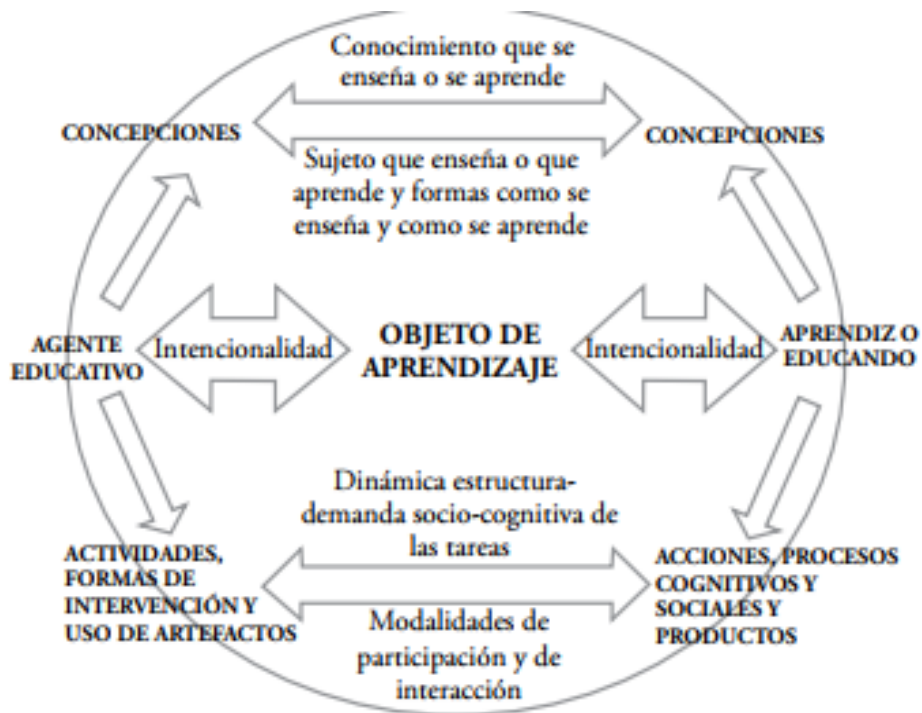 Conocimiento que se
enseña o se aprende
CONCEPCIONES
CONCEPCIONES
Sujeto que enseña o que
aprende y formas como se
enseña y como se aprende
AGENTE
EDUCATIVO
Intencionalidad
OBJETO DE
APRENDIZAJE
Intencionalidad
APRENDIZ O
EDUCANDO
Dinámica estructura-
demanda socio-cognitiva de
las tareas
ACTIVIDADES,
FORMAS DE
INTERVENCIÓN Y
USO DE ARTEFACTOS
ACCIONES, PROCESOS
COGNITIVOS Y
SOCIALES Y
PRODUCTOS
Modalidades de
participación y de
interacción